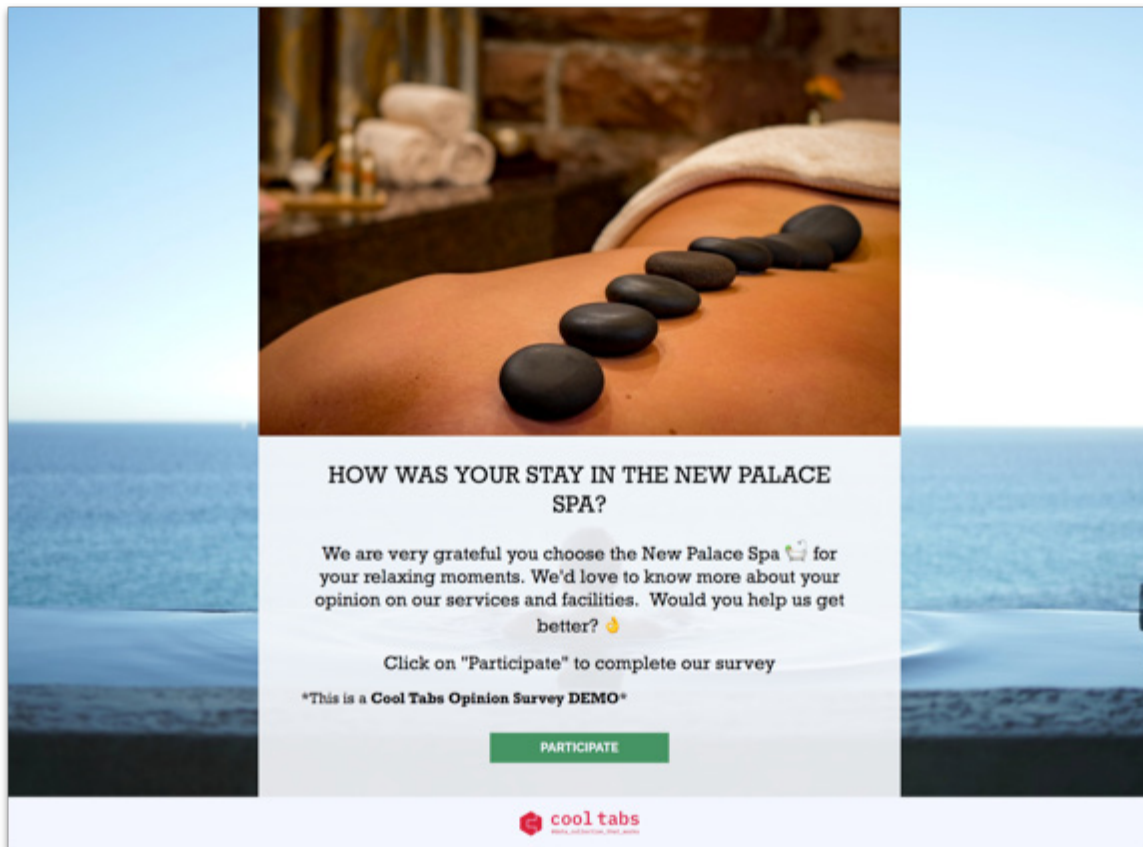 HOW WAS YOUR STAY IN THE NEW PALACE
SPA?
We are very grateful you choose the New Palace Spa 🛀 for
your relaxing moments. We'd love to know more about your
opinion on our services and facilities. Would you help us get
better? 👌
Click on "Participate" to complete our survey
*This is a Cool Tabs Opinion Survey DEMO*
PARTICIPATE
cool tabs
#data_collection_that_works